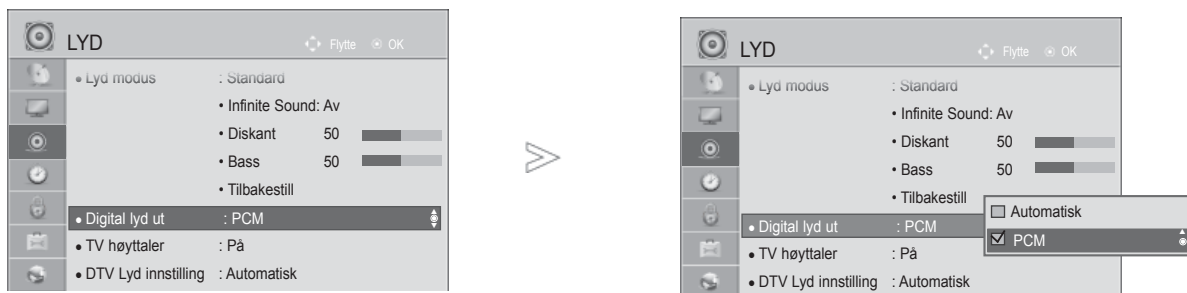 LYD Flytte OK
• Lyd modus : Standard
• Infinite Sound: Av
• Diskant 50
• Bass 50
• Tilbakestill
• Digital lyd ut : PCM
• TV høyttaler : På
• DTV Lyd innstilling : Automatisk
LYD Flytte OK
• Lyd modus : Standard
• Infinite Sound: Av
• Diskant 50
• Bass 50
• Tilbakestill
• Digital lyd ut : PCM
• TV høyttaler : På
• DTV Lyd innstilling : Automatisk
Automatisk
PCM